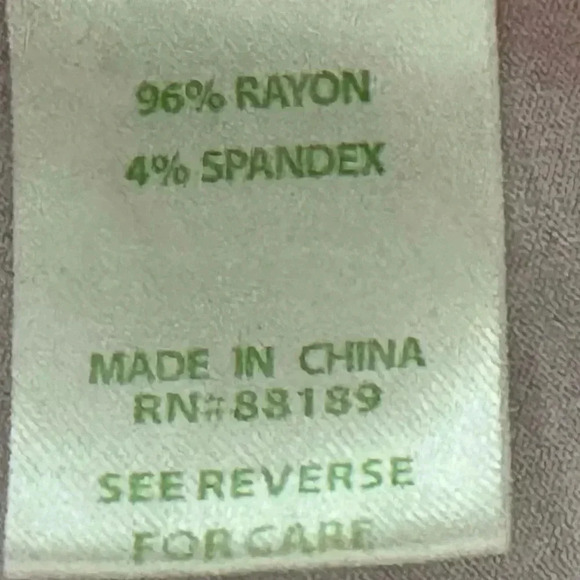 96% RAYON
4% SPANDEX
MADE IN CHINA
RN#88189
SEE REVERSE
FOR CARE